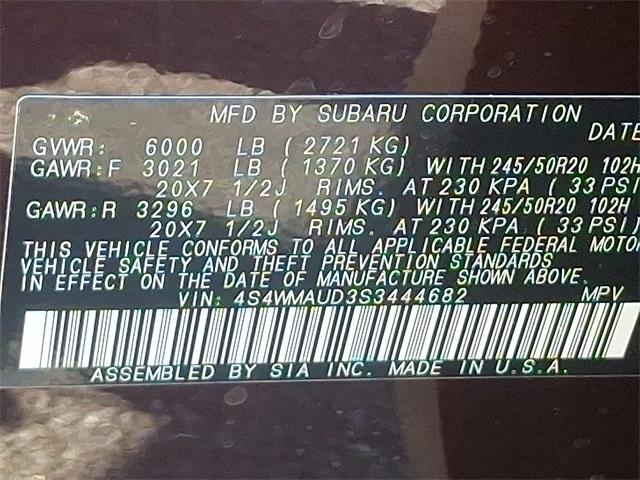 MFD BY SUBARU CORPORATION
DATE
GVWR: 6000 LB ( 2721 KG)
GAWR:F 3021 LB ( 1370 KG) WITH 245/50R20 102H
20X7 1/2J RIMS. AT 230 KPA ( 33 PSI
GAWR:R 3296 LB ( 1495 KG) WITH 245/50R20 102H
20X7 1/2J RIMS. AT 230 KPA ( 33 PSI)
THIS VEHICLE CONFORMS TO ALL APPLICABLE FEDERAL MOTO
VEHICLE SAFETY AND THEFT PREVENTION STANDARDS
IN EFFECT ON THE DATE OF MANUFACTURE SHOWN ABOVE.
VIN: 4S4WMAUD3S3444682 MPV
ASSEMBLED BY SIA INC. MADE IN U.S.A.